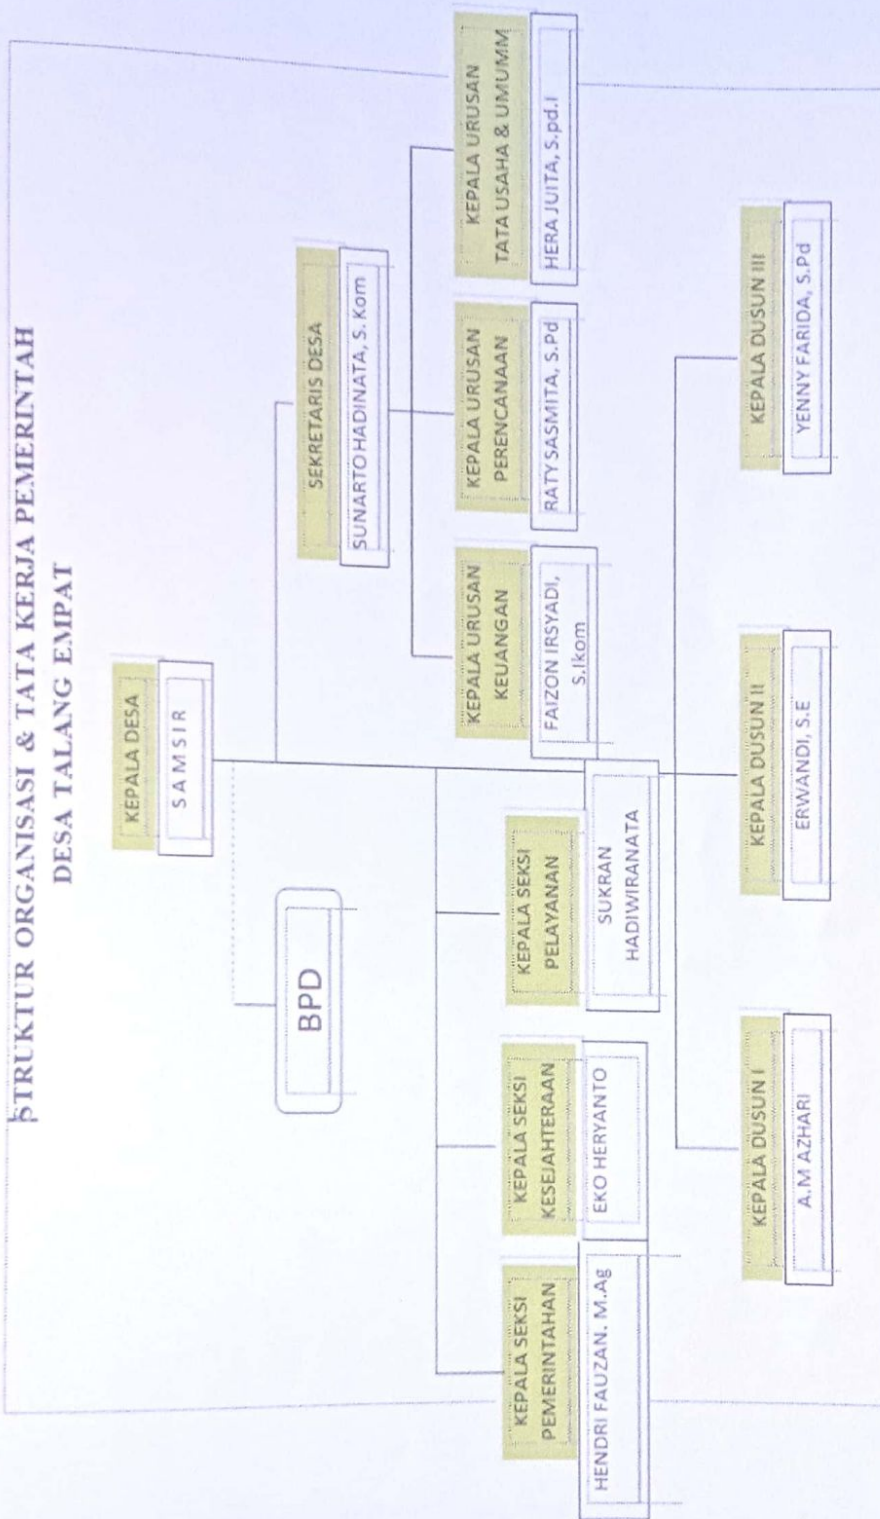 STRUKTUR ORGANISASI & TATA KERJA PEMERINTAH
DESA TALANG EMPAT
KEPALA DESA
SAMSIR
BPD
SEKRETARIS DESA
SUNARTO HADINATA, S. Kom
KEPALA URUSAN
KEUANGAN
FAIZON IRSYADI,
S.Ikom
KEPALA URUSAN
PERENCANAAN
RATY SASMITA, S.Pd
KEPALA URUSAN
TATA USAHA & UMUMM
HERA JUITA, S.pd.I
KEPALA SEKSI
PEMERINTAHAN
HENDRI FAUZAN. M.Ag
KEPALA SEKSI
KESEJAHTERAAN
EKO HERYANTO
KEPALA SEKSI
PELAYANAN
SUKRAN
HADIWIRANATA
KEPALA DUSUN I
A.M AZHARI
KEPALA DUSUN II
ERWANDI, S.E
KEPALA DUSUN III
YENNY FARIDA, S.Pd